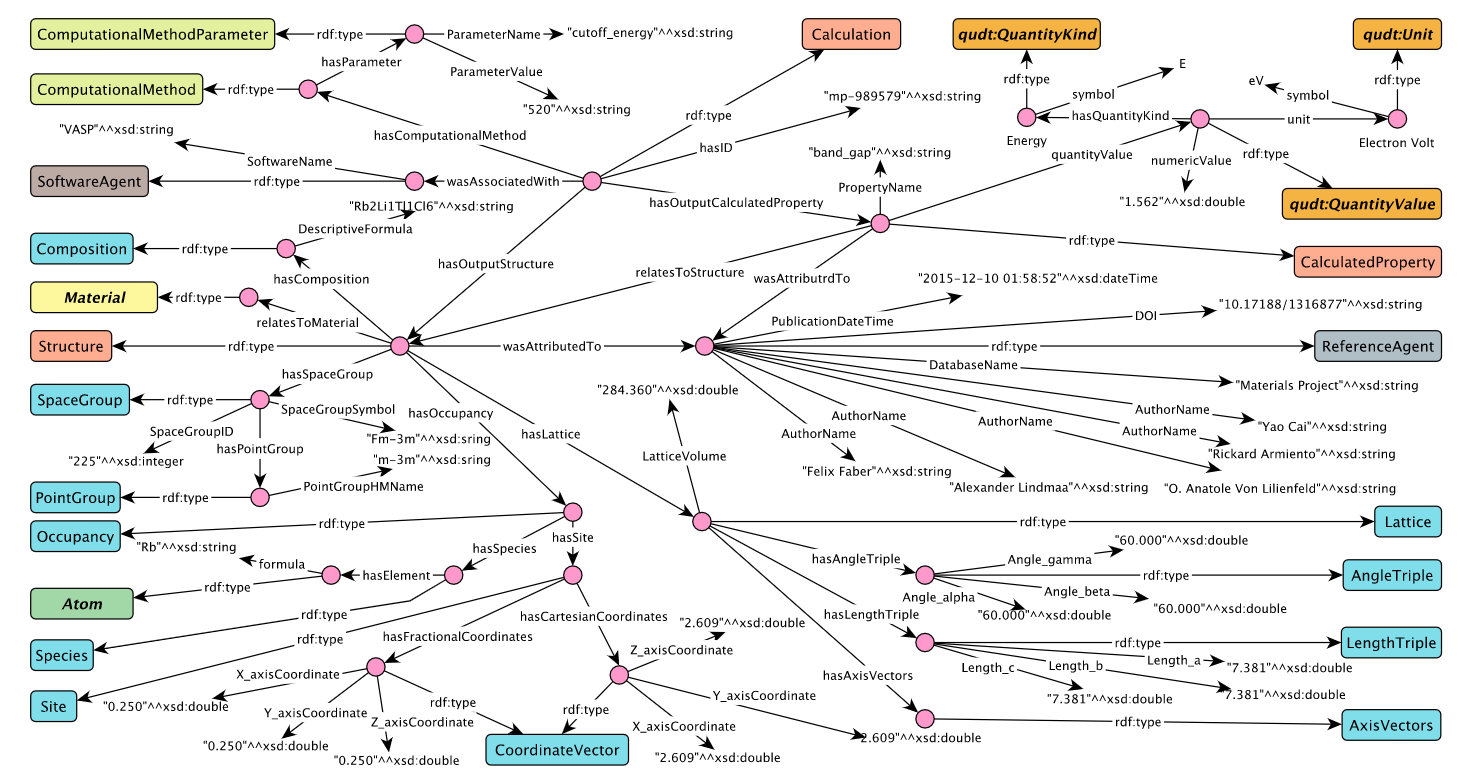 ComputationalMethodParameter
rdf:type
ParameterName
"cutoff_energy"^^xsd:string
Calculation
qudt:QuantityKind
qudt:Unit
hasParameter
ParameterValue
E
ComputationalMethod
rdf:type
"520"^^xsd:string
rdf:type
symbol
eV
symbol
rdf:type
"mp-989579"^^xsd:string
"VASP"^^xsd:string
hasComputationalMethod
rdf:type
hasQuantityKind
unit
Energy
Electron Volt
hasID
"band_gap"^^xsd:string
quantityValue
numericValue
rdf:type
SoftwareName
SoftwareAgent
rdf:type
wasAssociatedWith
PropertyName
"Rb2Li1Tl1Cl6"^^xsd:string
hasOutputCalculatedProperty
"1.562"^^xsd:double
qudt:QuantityValue
DescriptiveFormula
Composition
rdf:type
rdf:type
CalculatedProperty
hasOutputStructure
hasComposition
relatesToStructure
wasAttributrdTo
"2015-12-10 01:58:52"^^xsd:dateTime
Material
rdf:type
"10.17188/1316877"^^xsd:string
relatesToMaterial
PublicationDateTime
DOI
Structure
rdf:type
wasAttributedTo
rdf:type
ReferenceAgent
DatabaseName
hasSpaceGroup
"284.360"^^xsd:double
"Materials Project"^^xsd:string
SpaceGroup
rdf:type
SpaceGroupSymbol
hasOccupancy
AuthorName
AuthorName
AuthorName
"Yao Cai"^^xsd:string
SpaceGroupID
"Fm-3m"^^xsd:sring
hasLattice
AuthorName
AuthorName
hasPointGroup
"225"^^xsd:integer
"m-3m"^^xsd:sring
LatticeVolume
"Rickard Armiento"^^xsd:string
"Felix Faber"^^xsd:string
PointGroup
rdf:type
PointGroupHMName
"Alexander Lindmaa"^^xsd:string
"O. Anatole Von Lilienfeld"^^xsd:string
Occupancy
rdf:type
rdf:type
Lattice
"Rb"^^xsd:string
hasSpecies
hasSite
"60.000"^^xsd:double
formula
hasAngleTriple
Angle_gamma
hasElement
rdf:type
rdf:type
AngleTriple
Atom
Angle_alpha
Angle_beta
rdf:type
hasCartesianCoordinates
hasLengthTriple
"60.000"^^xsd:double
"60.000"^^xsd:double
"2.609"^^xsd:double
rdf:type
hasFractionalCoordinates
rdf:type
LengthTriple
Species
Z_axisCoordinate
Length_c
Length_b
Length_a
"7.381"^^xsd:double
X_axisCoordinate
hasAxisVectors
Site
"0.250"^^xsd:double
rdf:type
Y_axisCoordinate
"7.381"^^xsd:double
"7.381"^^xsd:double
Y_axisCoordinate
Z_axisCoordinate
rdf:type
X_axisCoordinate
rdf:type
AxisVectors
"0.250"^^xsd:double
CoordinateVector
"2.609"^^xsd:double
"0.250"^^xsd:double
"2.609"^^xsd:double